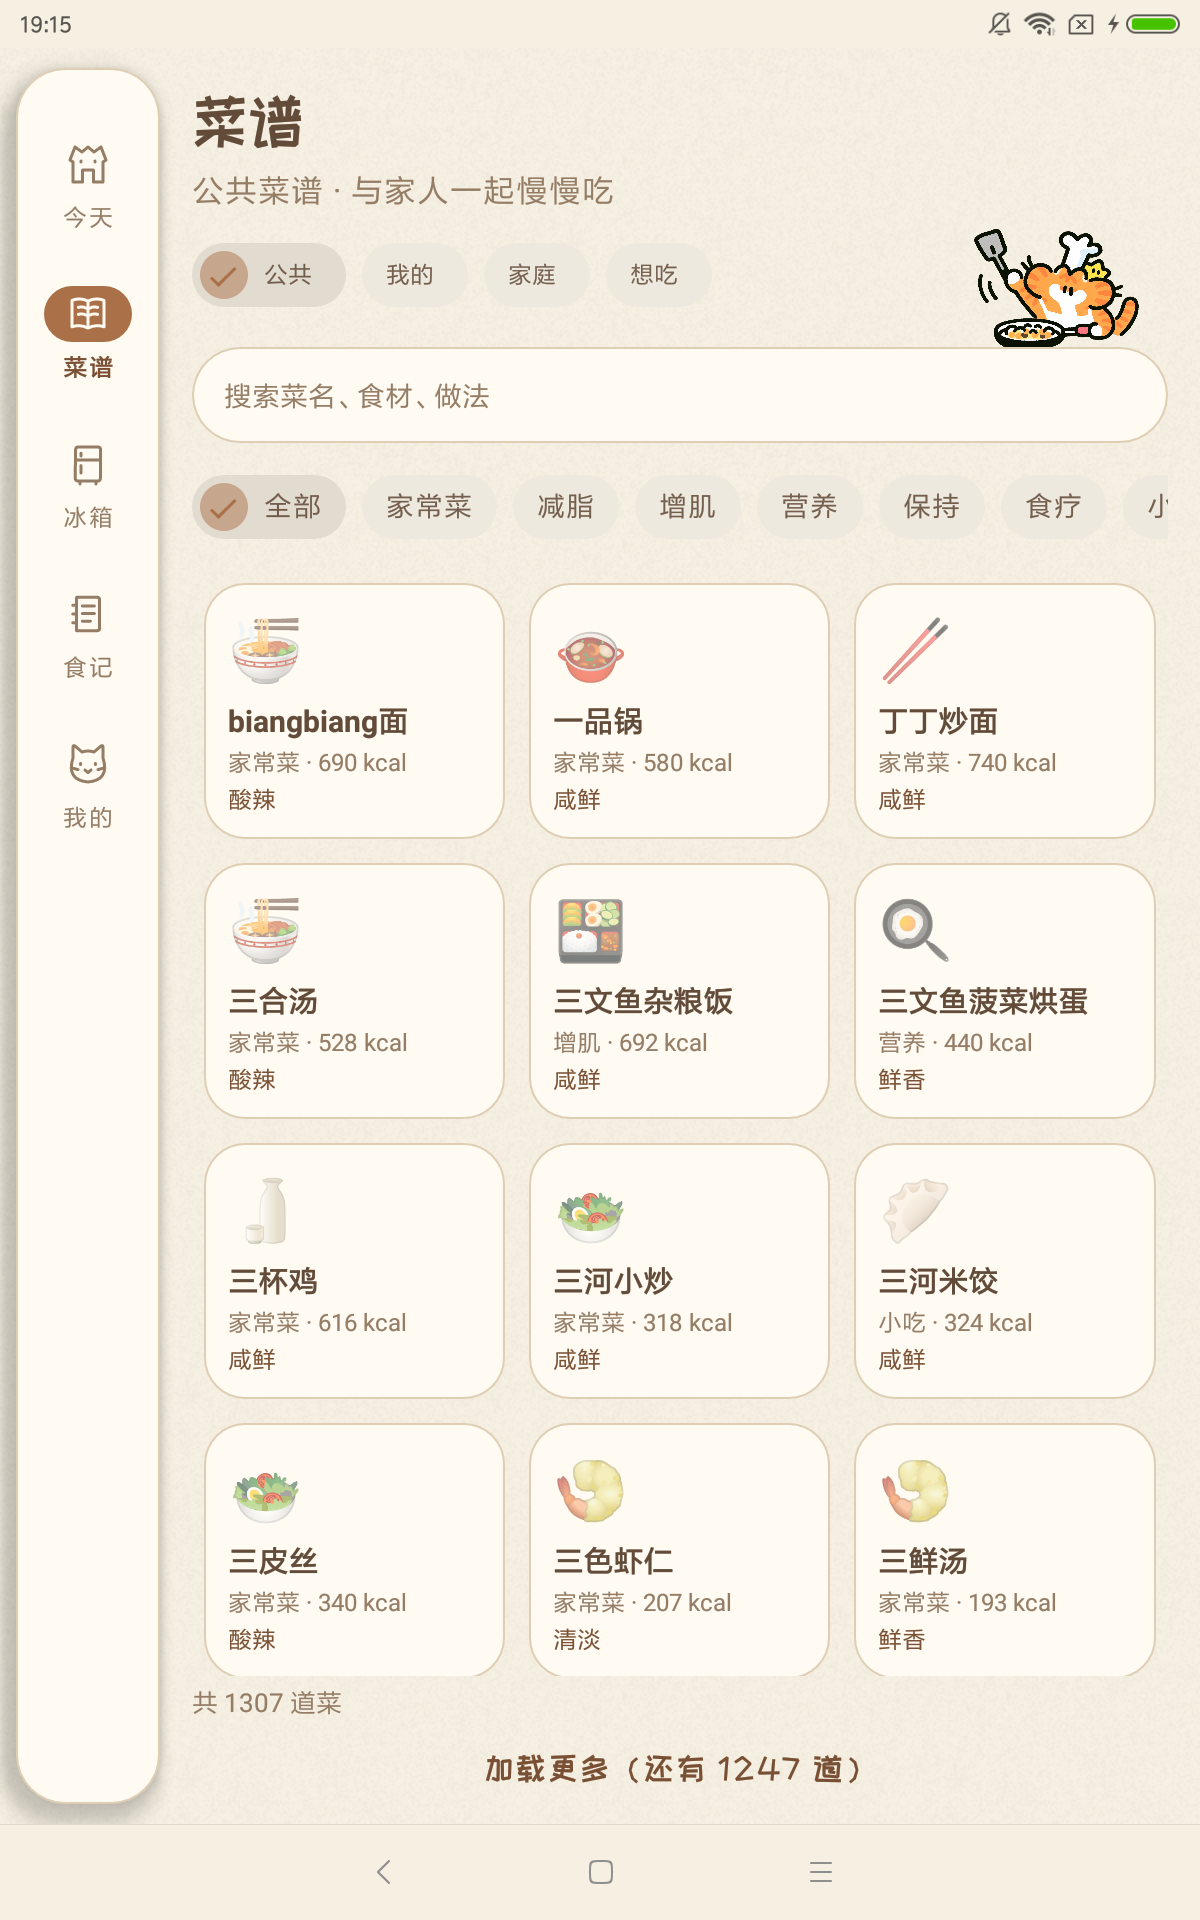 19:15
菜谱
公共菜谱 · 与家人一起慢慢吃
公共 我的 家庭 想吃
搜索菜名、食材、做法
全部 家常菜 减脂 增肌 营养 保持 食疗 小
今天
菜谱
冰箱
食记
我的
biangbiang面
家常菜 · 690 kcal
酸辣
一品锅
家常菜 · 580 kcal
咸鲜
丁丁炒面
家常菜 · 740 kcal
咸鲜
三合汤
家常菜 · 528 kcal
酸辣
三文鱼杂粮饭
增肌 · 692 kcal
咸鲜
三文鱼菠菜烘蛋
营养 · 440 kcal
鲜香
三杯鸡
家常菜 · 616 kcal
咸鲜
三河小炒
家常菜 · 318 kcal
咸鲜
三河米饺
小吃 · 324 kcal
咸鲜
三皮丝
家常菜 · 340 kcal
酸辣
三色虾仁
家常菜 · 207 kcal
清淡
三鲜汤
家常菜 · 193 kcal
鲜香
共 1307 道菜
加载更多（还有 1247 道）